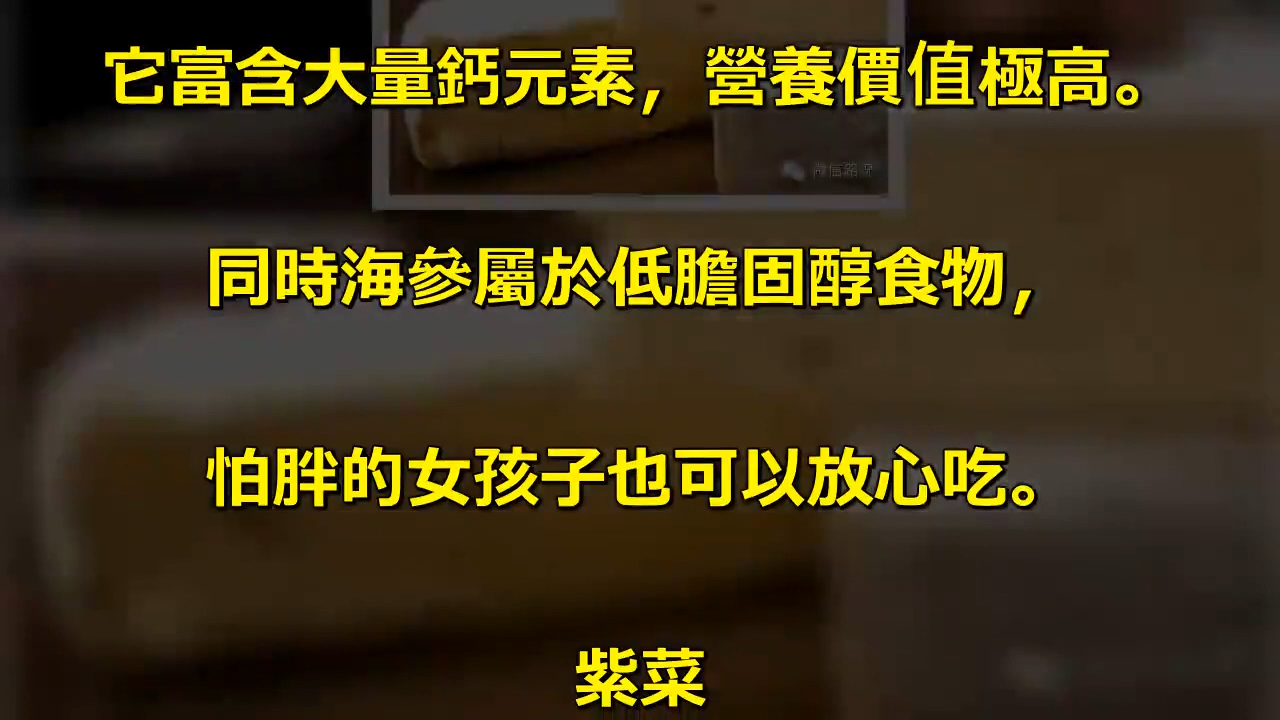 它富含大量鈣元素，營養價值極高。
同時海參屬於低膽固醇食物，
怕胖的女孩子也可以放心吃。
紫菜